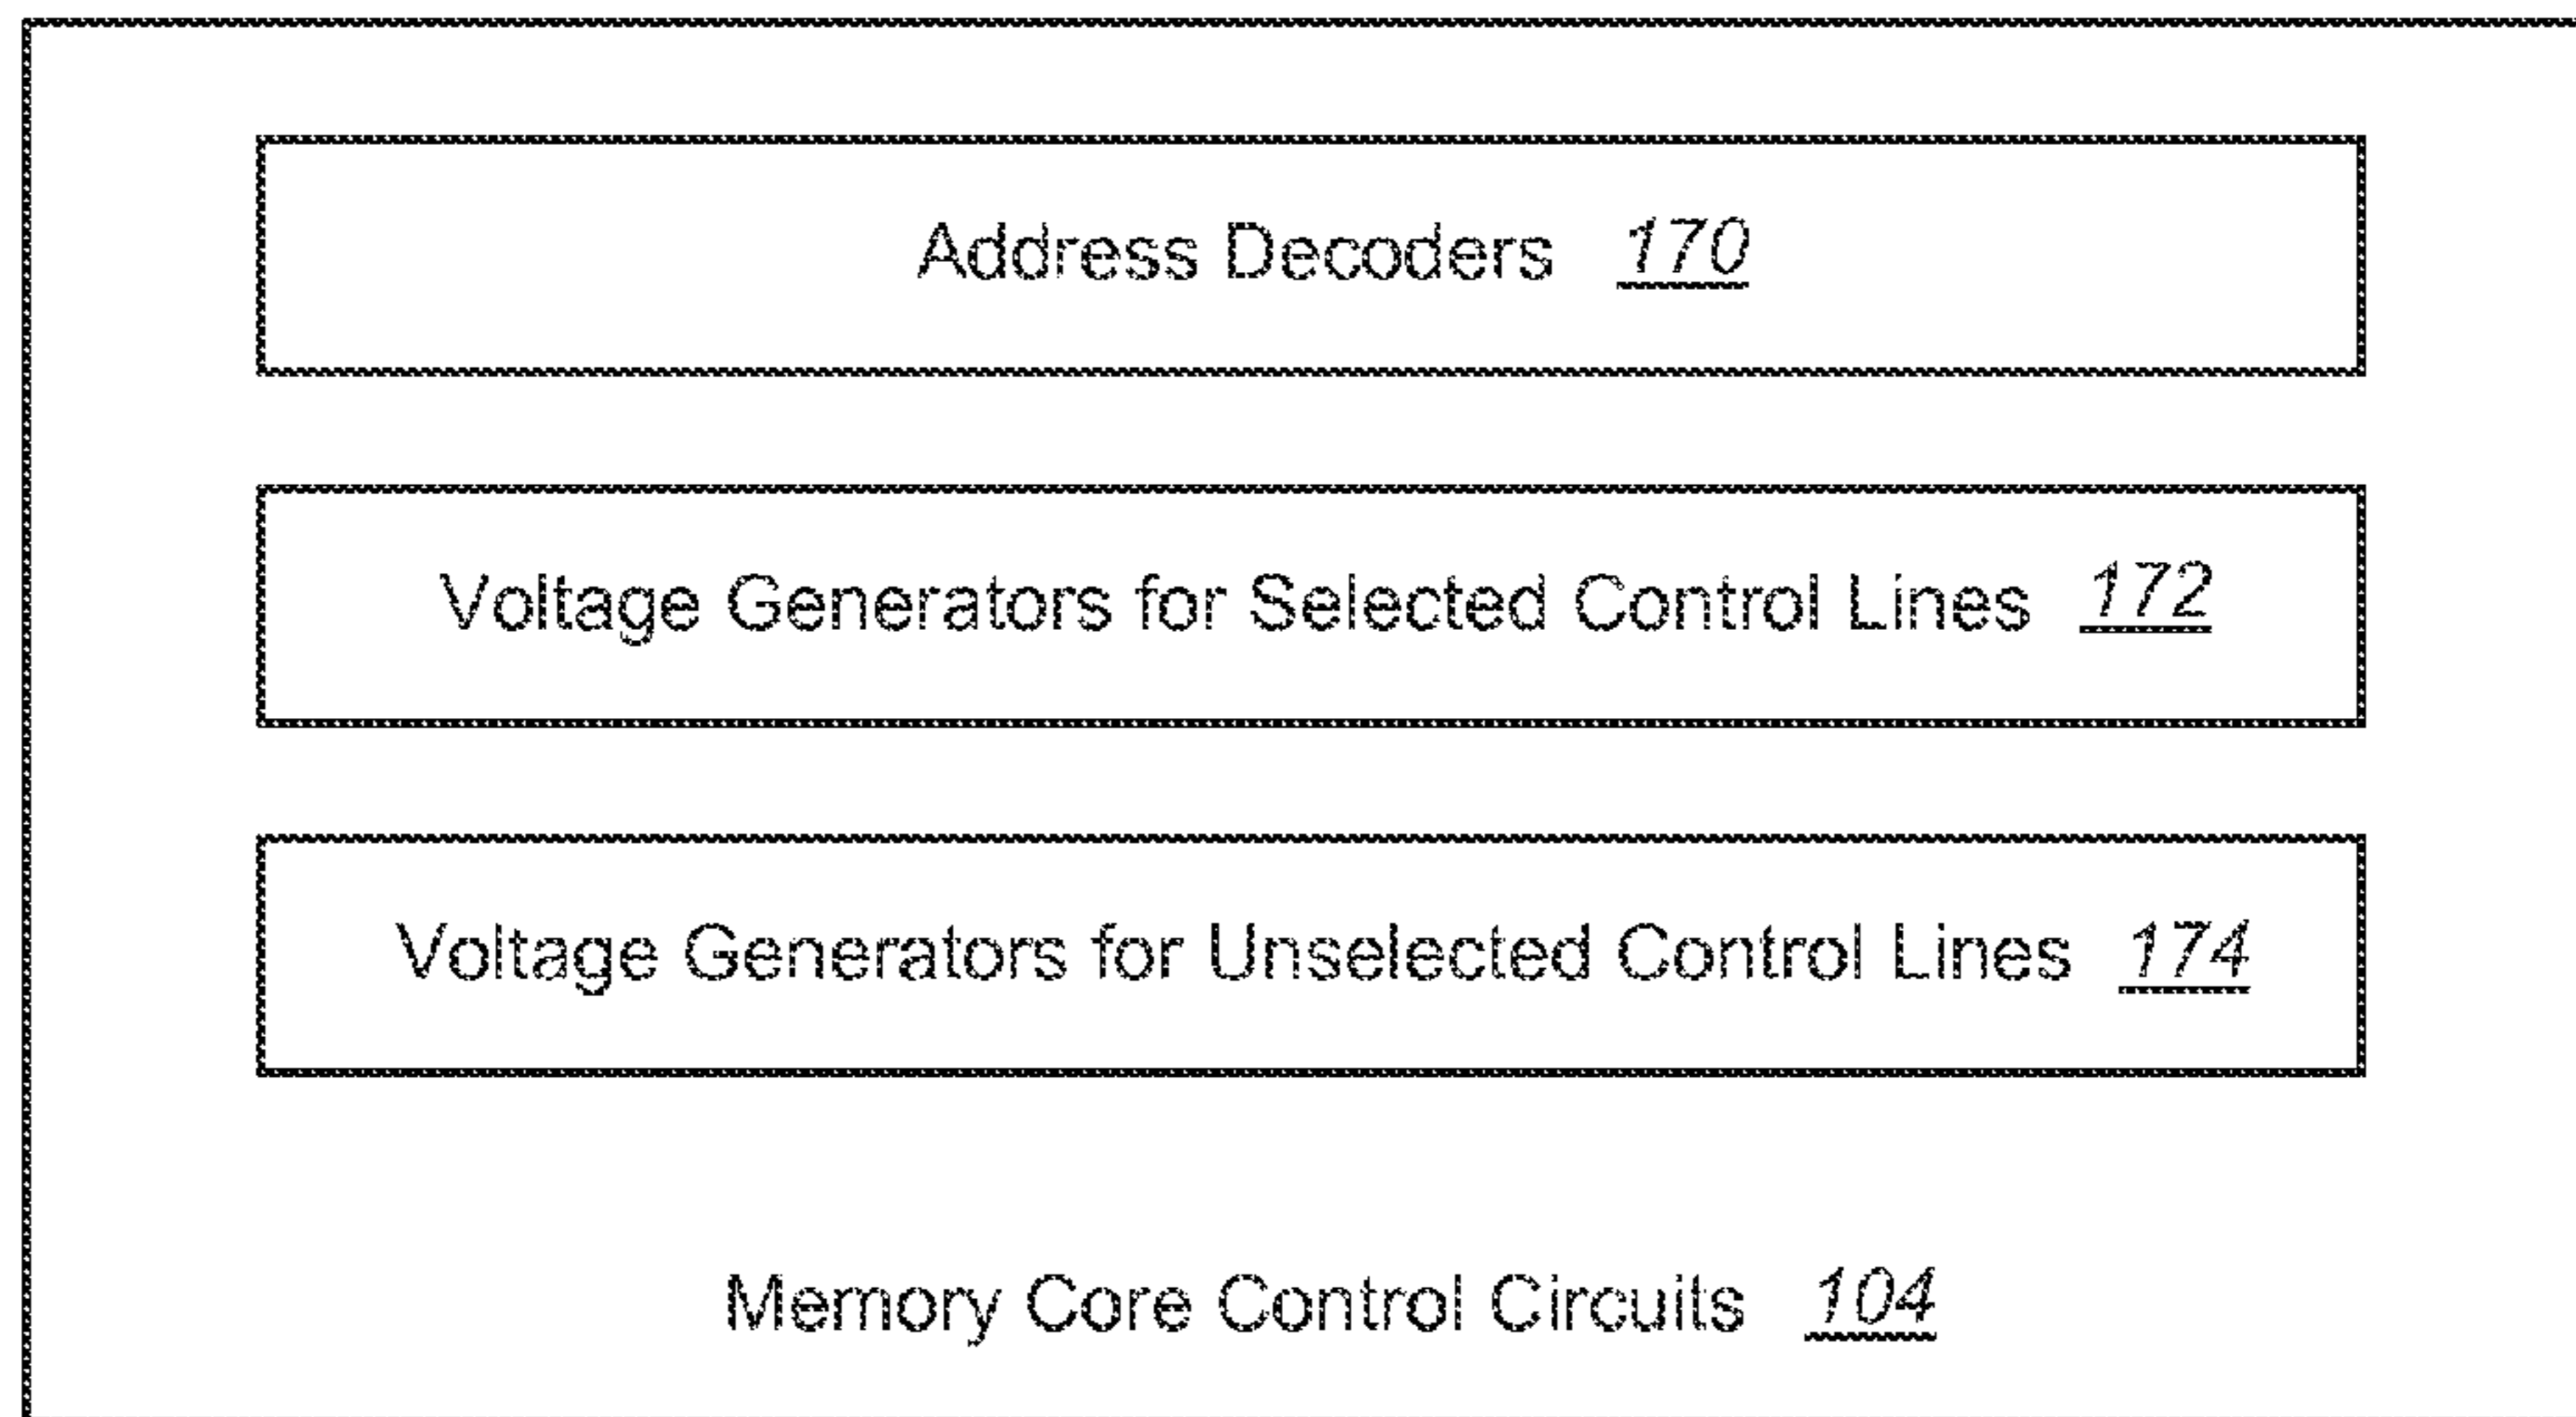 Address Decoders 170
Voltage Generators for Selected Control Lines 172
Voltage Generators for Unselected Control Lines 174
Memory Core Control Circuits 104